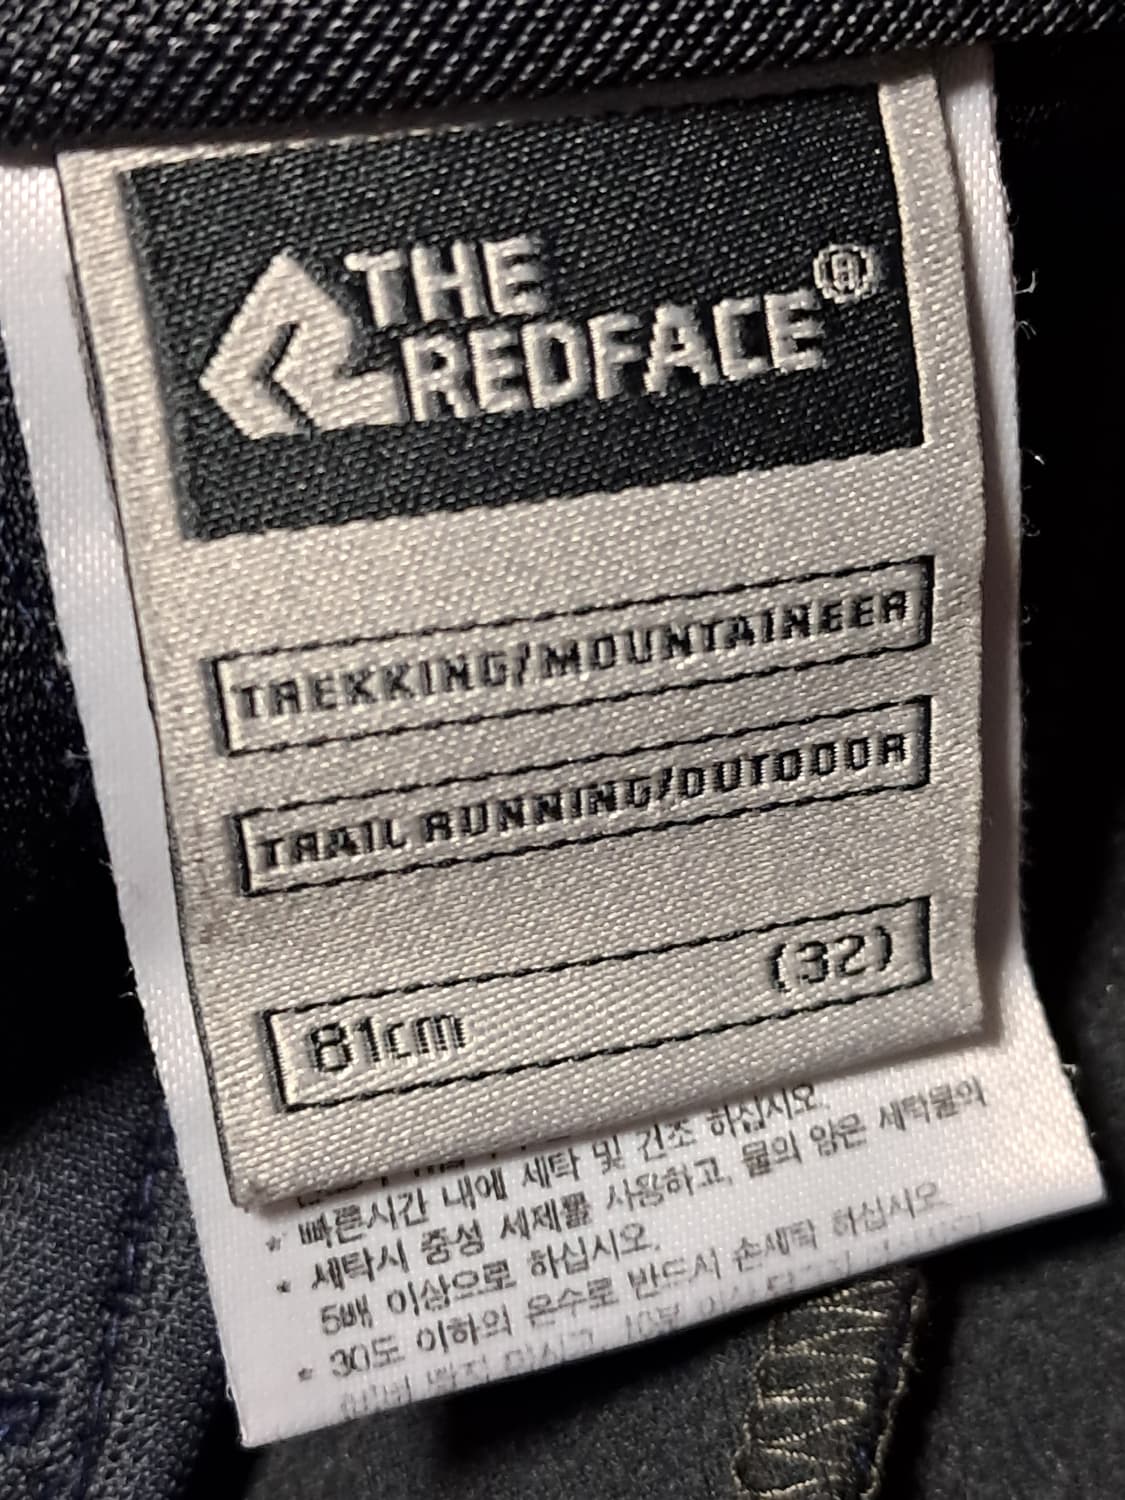 THE
REDFACE®
TREKKING/MOUNTAINEER
TRAIL RUNNING/OUTDOOR
81cm (32)
및 건조 하십시오.
* 빠른시간 내에 세탁
* 세탁시 중성 세제를 사용하고, 물의 양은 세탁물의
5배 이상으로 하십시오.
* 30도 이하의 온수로 반드시 손세탁 하십시오